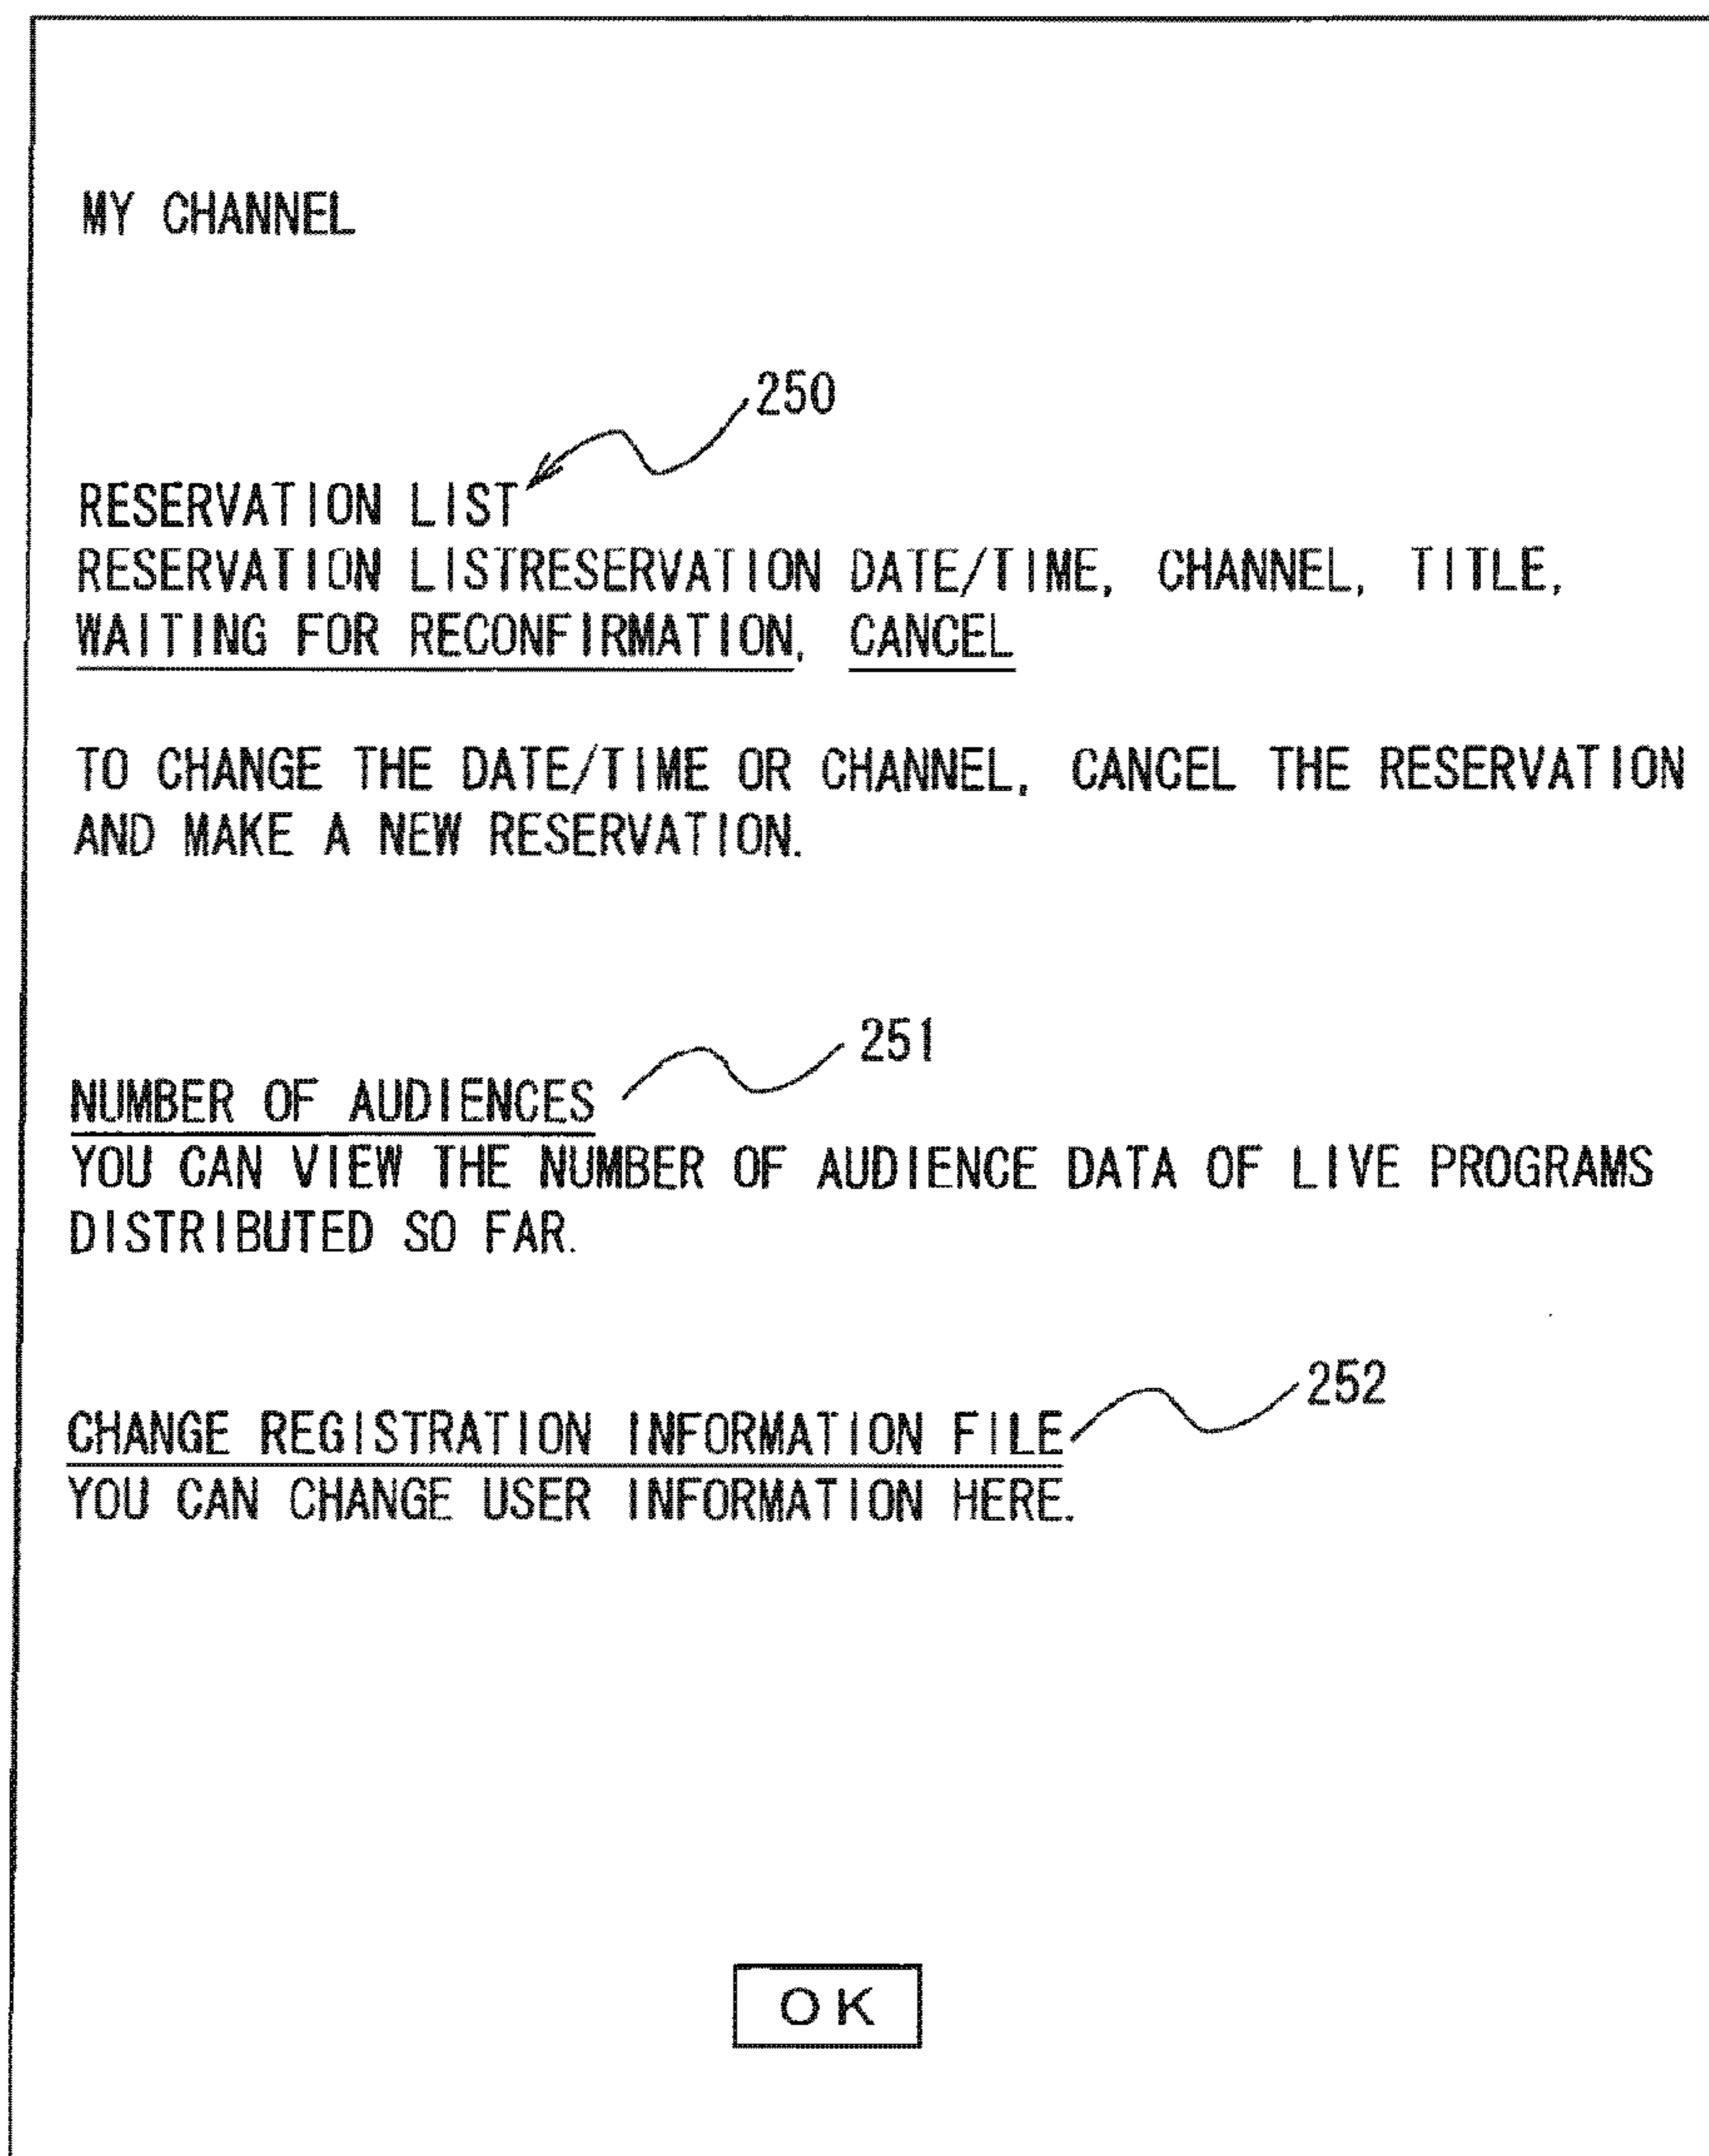 MY CHANNEL
250
RESERVATION LIST
RESERVATION LISTRESERVATION DATE/TIME, CHANNEL, TITLE,
WAITING FOR RECONFIRMATION, CANCEL
TO CHANGE THE DATE/TIME OR CHANNEL, CANCEL THE RESERVATION
AND MAKE A NEW RESERVATION.
251
NUMBER OF AUDIENCES
YOU CAN VIEW THE NUMBER OF AUDIENCE DATA OF LIVE PROGRAMS
DISTRIBUTED SO FAR.
252
CHANGE REGISTRATION INFORMATION FILE
YOU CAN CHANGE USER INFORMATION HERE.
OK